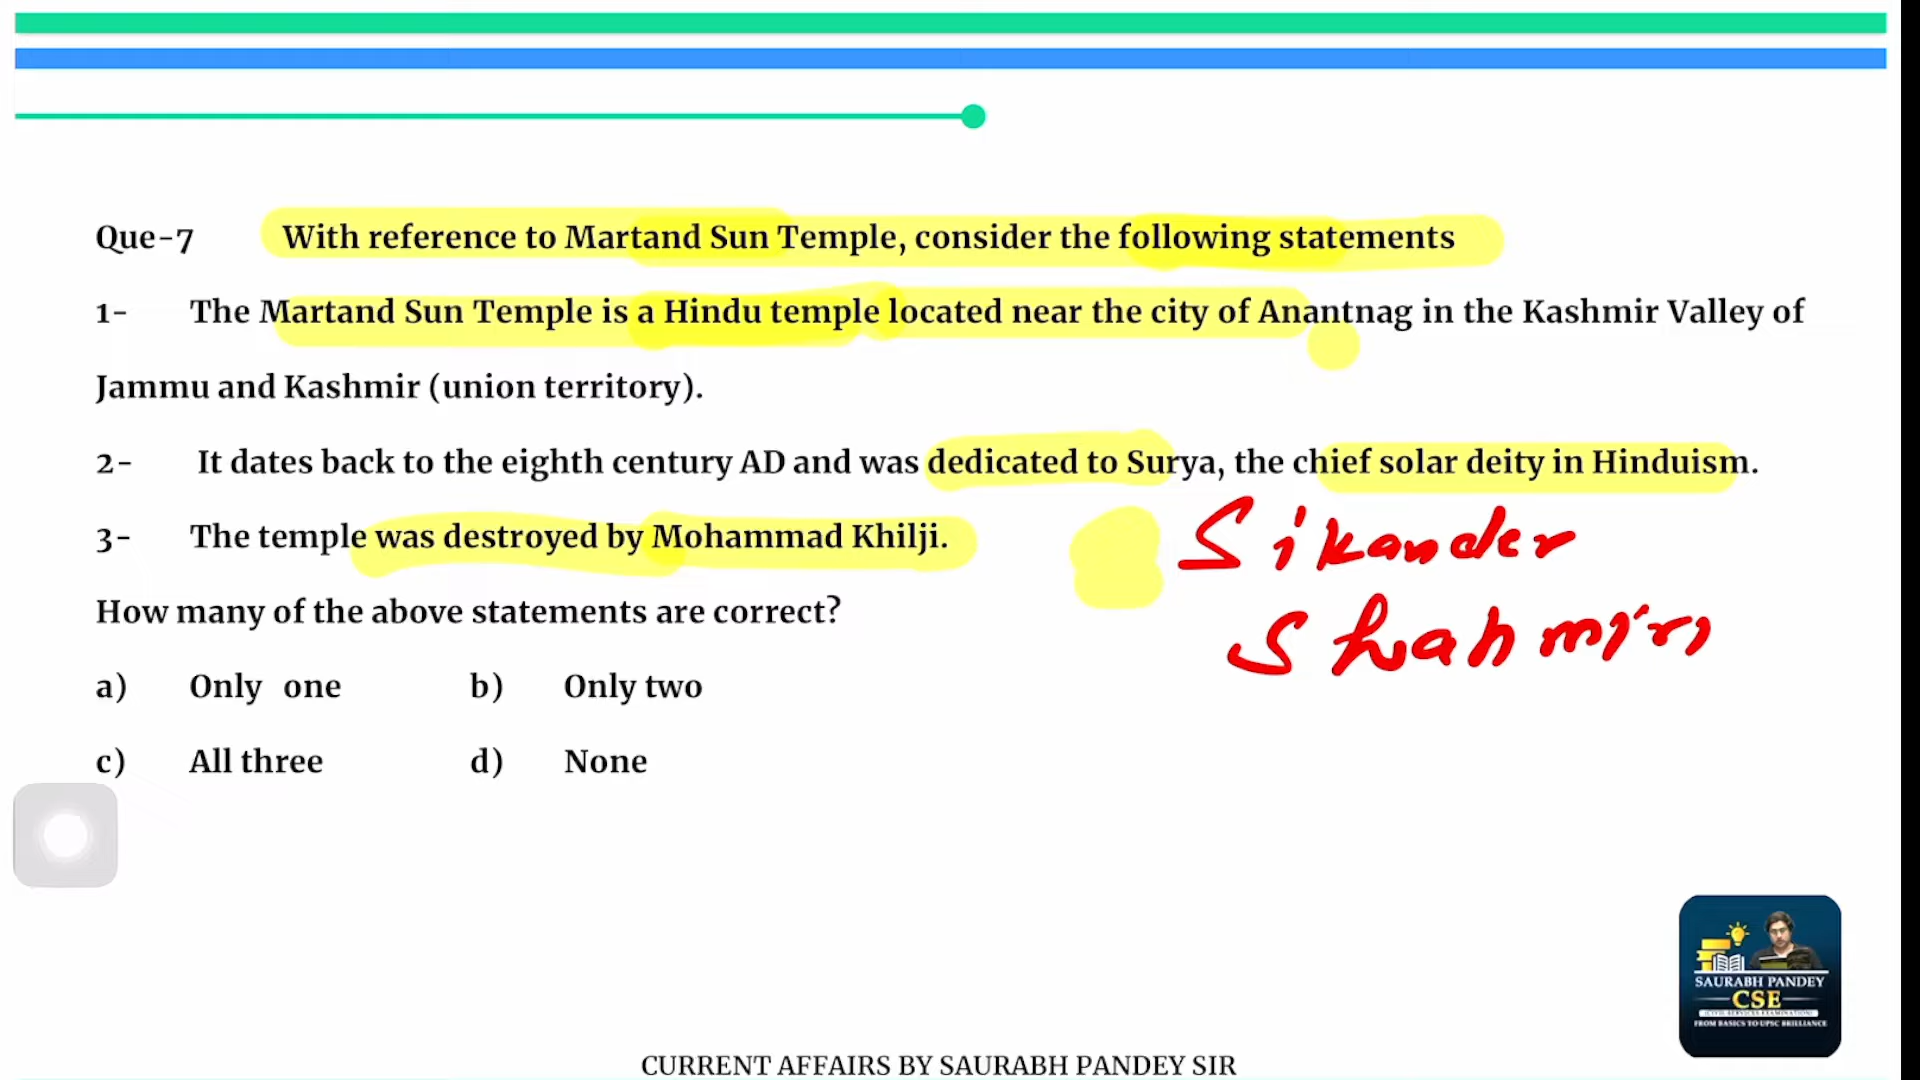 Que-7 With reference to Martand Sun Temple, consider the following statements
1- The Martand Sun Temple is a Hindu temple located near the city of Anantnag in the Kashmir Valley of
Jammu and Kashmir (union territory).
2- It dates back to the eighth century AD and was dedicated to Surya, the chief solar deity in Hinduism.
3- The temple was destroyed by Mohammad Khilji.
Sikander
Shahmiri
How many of the above statements are correct?
a) Only one b) Only two
c) All three d) None
SAURABH PANDEY
CSE
(CIVIL SERVICES EXAMINATION)
FROM BASICS TO UPSC BRILLIANCE
CURRENT AFFAIRS BY SAURABH PANDEY SIR